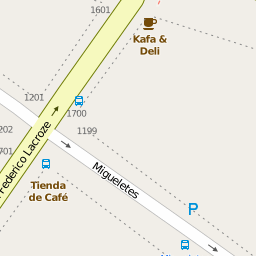 1601
Kafa &
Deli
1201
1700
1199
202
701
Federico Lacroze
Migueletes
Tienda
de Café
P